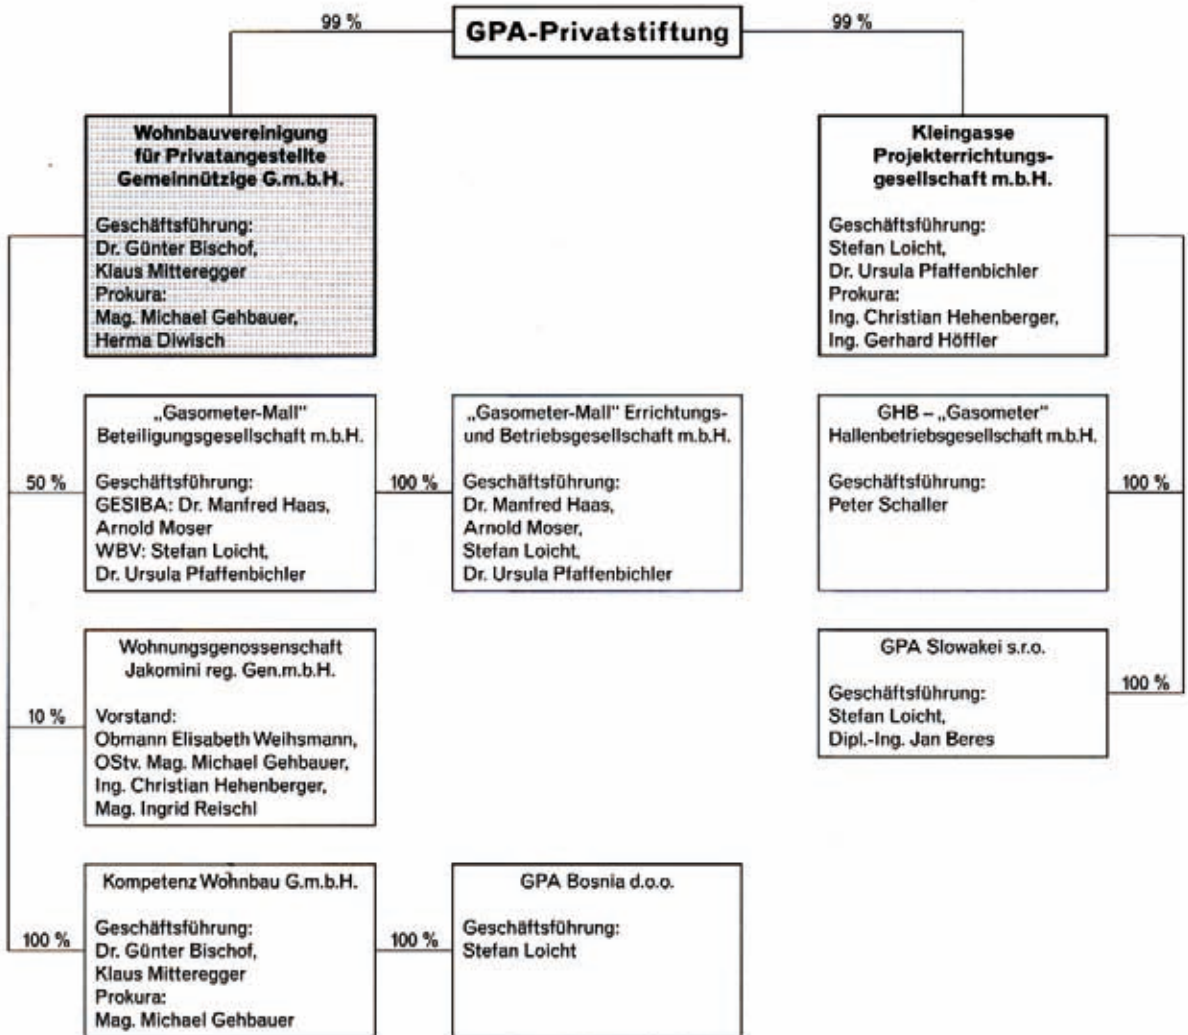 99 %
GPA-Privatstiftung
99 %
Wohnbauvereinigung
für Privatangestellte
Gemeinnützige G.m.b.H.
Geschäftsführung:
Dr. Günter Bischof,
Klaus Mitteregger
Prokura:
Mag. Michael Gehbauer,
Herma Diwisch
Kleingasse
Projekterrichtungs-
gesellschaft m.b.H.
Geschäftsführung:
Stefan Loicht,
Dr. Ursula Pfaffenbichler
Prokura:
Ing. Christian Hehenberger,
Ing. Gerhard Höffler
50 %
„Gasometer-Mall"
Beteiligungsgesellschaft m.b.H.
Geschäftsführung:
GESIBA: Dr. Manfred Haas,
Arnold Moser
WBV: Stefan Loicht,
Dr. Ursula Pfaffenbichler
100 %
„Gasometer-Mall" Errichtungs-
und Betriebsgesellschaft m.b.H.
Geschäftsführung:
Dr. Manfred Haas,
Arnold Moser,
Stefan Loicht,
Dr. Ursula Pfaffenbichler
GHB – „Gasometer"
Hallenbetriebsgesellschaft m.b.H.
Geschäftsführung:
Peter Schaller
100 %
10 %
Wohnungsgenossenschaft
Jakomini reg. Gen.m.b.H.
Vorstand:
Obmann Elisabeth Weihsmann,
OStv. Mag. Michael Gehbauer,
Ing. Christian Hehenberger,
Mag. Ingrid Reischl
GPA Slowakei s.r.o.
Geschäftsführung:
Stefan Loicht,
Dipl.-Ing. Jan Beres
100 %
100 %
Kompetenz Wohnbau G.m.b.H.
Geschäftsführung:
Dr. Günter Bischof,
Klaus Mitteregger
Prokura:
Mag. Michael Gehbauer
100 %
GPA Bosnia d.o.o.
Geschäftsführung:
Stefan Loicht